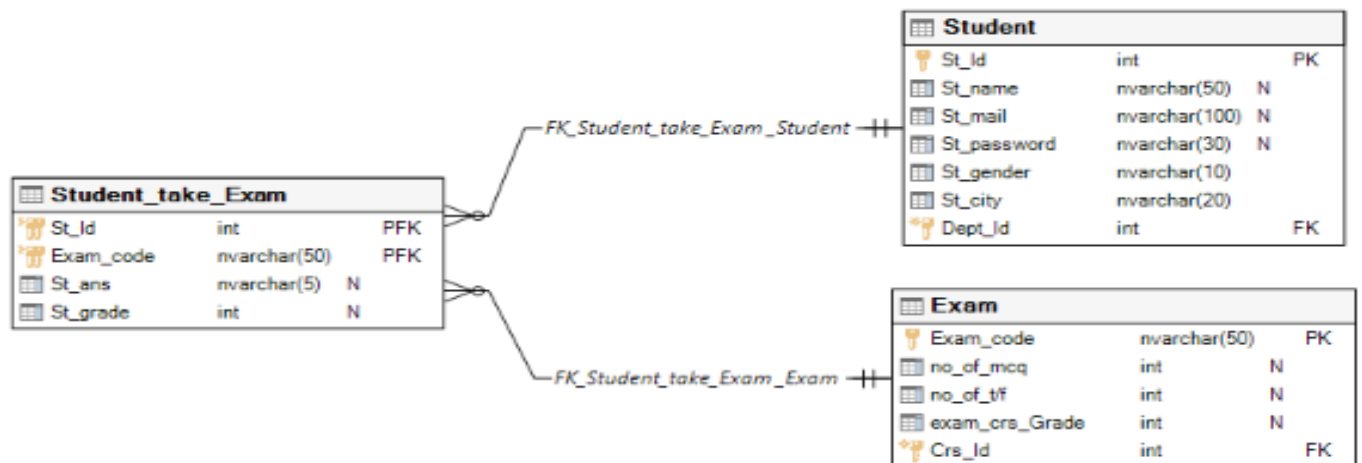 Student
St_Id int PK
St_name nvarchar(50) N
St_mail nvarchar(100) N
St_password nvarchar(30) N
St_gender nvarchar(10)
St_city nvarchar(20)
Dept_Id int FK
FK_Student_take_Exam_Student
Student_take_Exam
St_Id int PFK
Exam_code nvarchar(50) PFK
St_ans nvarchar(5) N
St_grade int N
FK_Student_take_Exam_Exam
Exam
Exam_code nvarchar(50) PK
no_of_mcq int N
no_of_t/f int N
exam_crs_Grade int N
Crs_Id int FK